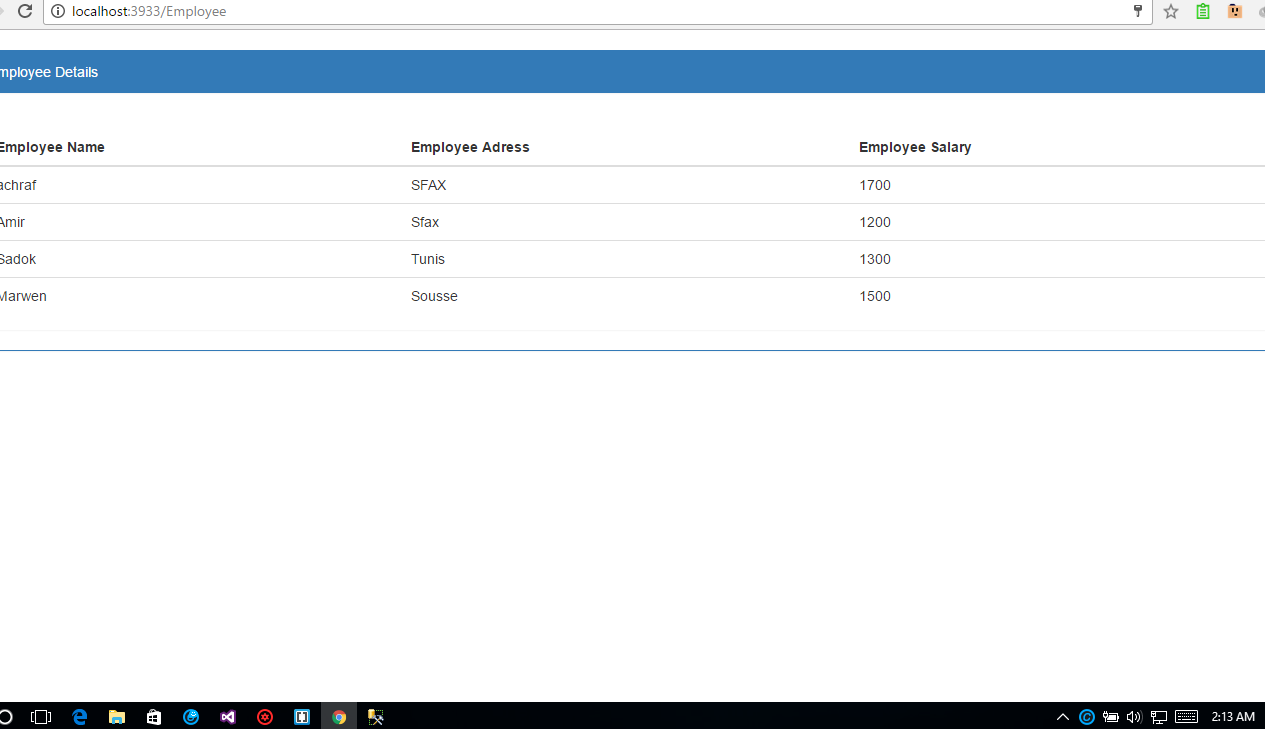 localhost:3933/Employee
mployee Details
Employee Name Employee Adress Employee Salary
achraf SFAX 1700
Amir Sfax 1200
Sadok Tunis 1300
Marwen Sousse 1500
2:13 AM